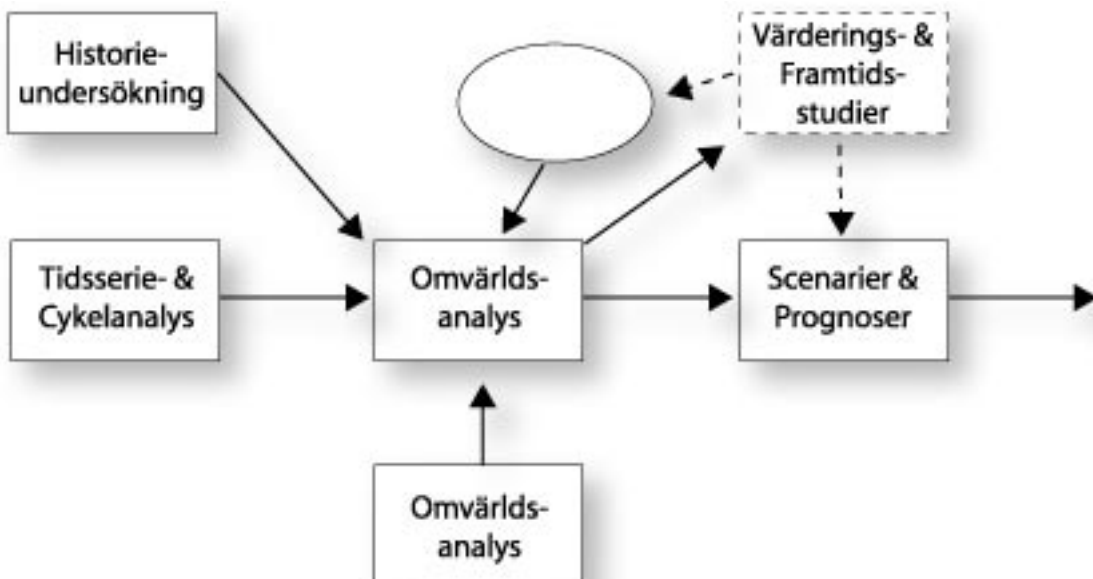 Historie-
undersökning
Värderings- &
Framtids-
studier
Tidsserie- &
Cykelanalys
Omvärlds-
analys
Scenarier &
Prognoser
Omvärlds-
analys